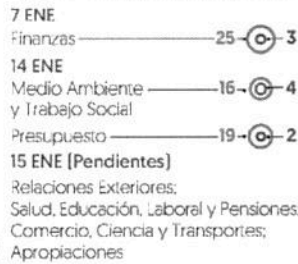 7 ENE
Finanzas 25 3
14 ENE
Medio Ambiente 16 4
y Trabajo Social
Presupuesto 19 2
15 ENE (Pendientes)
Relaciones Exteriores;
Salud, Educación, Laboral y Pensiones
Comercio, Ciencia y Transportes;
Apropiaciones